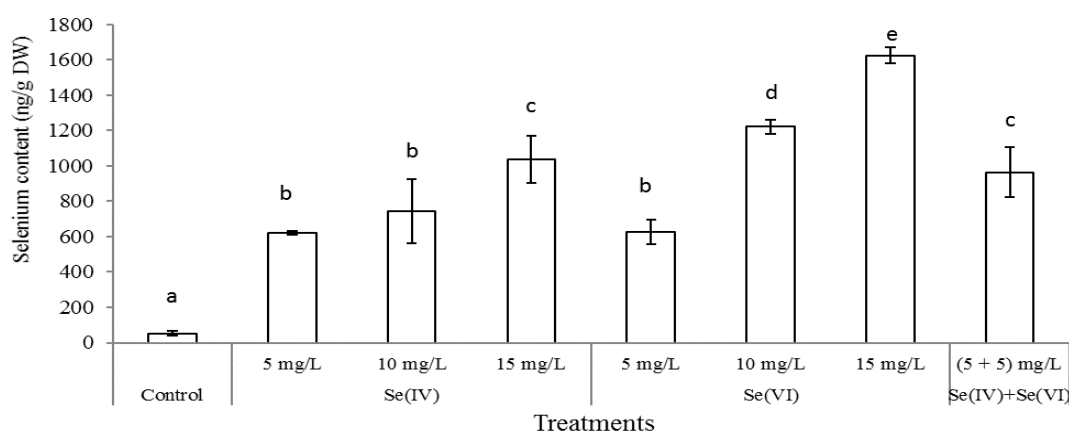 Selenium content (ng/g DW)
1800
1600
1400
1200
1000
800
600
400
200
0
a
b
b
c
b
d
e
c
5 mg/L 10 mg/L 15 mg/L 5 mg/L 10 mg/L 15 mg/L (5 + 5) mg/L
Control Se(IV) Se(VI) Se(IV)+Se(VI)
Treatments